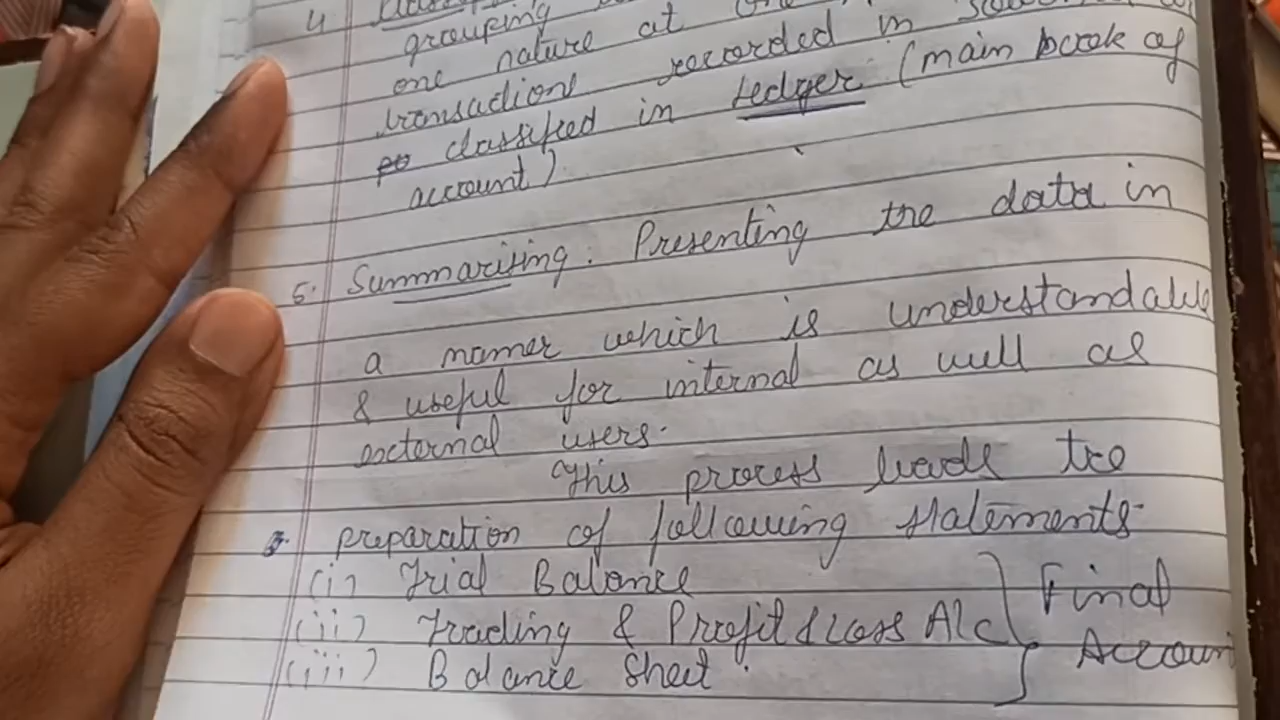 4
grouping
one nature at
transactions recorded in
classified in Ledger (main book of
account).
5. Summarising: Presenting the data in
a manner which is understandable
& useful for internal as well as
external users.
This process leads the
preparation of following statements.
(i) Trial Balance
(ii) Trading & Profit & Loss A/c
(iii) Balance Sheet.
Final
Accoun